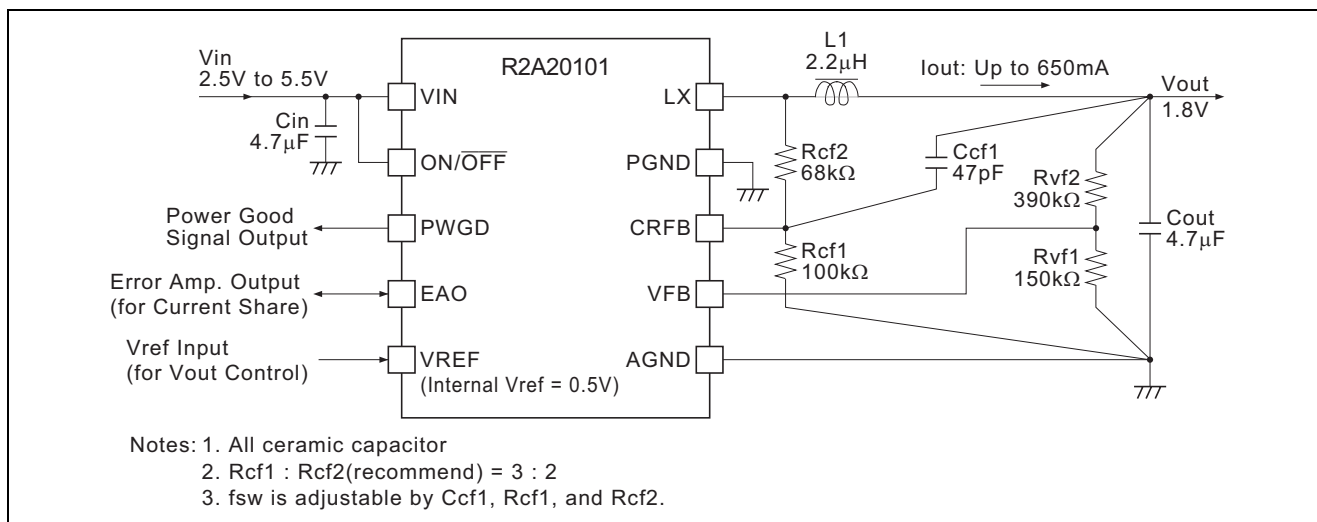 R2A20101
Vin
2.5V to 5.5V
Cin
4.7μF
VIN
ON/OFF
PWGD
EAO
VREF
(Internal Vref = 0.5V)
LX
PGND
CRFB
VFB
AGND
Power Good
Signal Output
Error Amp. Output
(for Current Share)
Vref Input
(for Vout Control)
L1
2.2μH
Iout: Up to 650mA
Vout
1.8V
Rcf2
68kΩ
Ccf1
47pF
Rvf2
390kΩ
Cout
4.7μF
Rcf1
100kΩ
Rvf1
150kΩ
Notes: 1. All ceramic capacitor
2. Rcf1 : Rcf2(recommend) = 3 : 2
3. fsw is adjustable by Ccf1, Rcf1, and Rcf2.